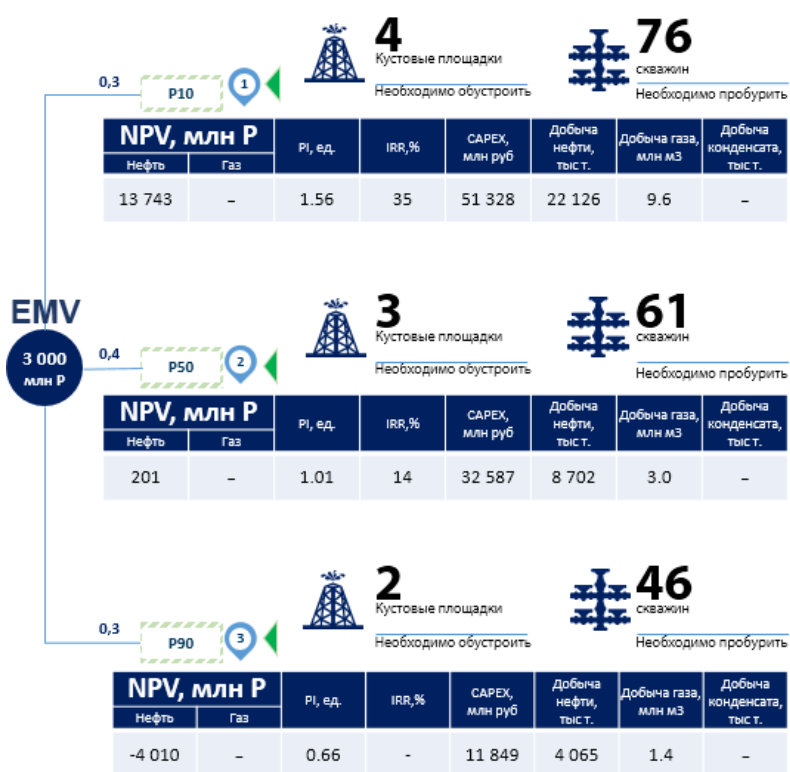 4
Кустовые площадки
Необходимо обустроить
76
скважин
Необходимо пробурить
0,3
P10
1
NPV, млн Р
Нефть
Газ
PI, ед.
IRR,%
CAPEX,
млн руб
Добыча
нефти,
тыс т.
Добыча газа,
млн м3
Добыча
конденсата,
тыс т.
13 743
–
1.56
35
51 328
22 126
9.6
–
EMV
3 000
млн Р
3
Кустовые площадки
Необходимо обустроить
61
скважин
Необходимо пробурить
0,4
P50
2
NPV, млн Р
Нефть
Газ
PI, ед.
IRR,%
CAPEX,
млн руб
Добыча
нефти,
тыс т.
Добыча газа,
млн м3
Добыча
конденсата,
тыс т.
201
–
1.01
14
32 587
8 702
3.0
–
2
Кустовые площадки
Необходимо обустроить
46
скважин
Необходимо пробурить
0,3
P90
3
NPV, млн Р
Нефть
Газ
PI, ед.
IRR,%
CAPEX,
млн руб
Добыча
нефти,
тыс т.
Добыча газа,
млн м3
Добыча
конденсата,
тыс т.
-4 010
–
0.66
-
11 849
4 065
1.4
–